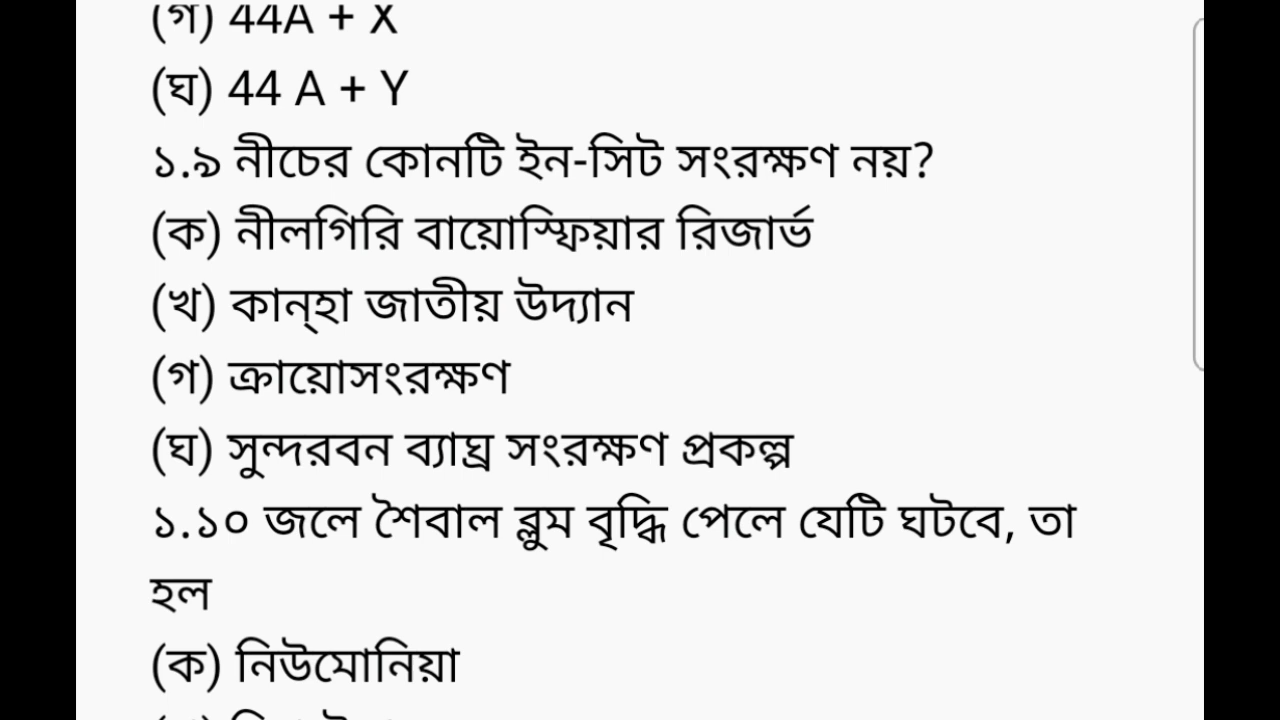 (গ) 44A + X
(ঘ) 44 A + Y
১.৯ নীচের কোনটি ইন-সিট সংরক্ষণ নয়?
(ক) নীলগিরি বায়োস্ফিয়ার রিজার্ভ
(খ) কান্‌হা জাতীয় উদ্যান
(গ) ক্রায়োসংরক্ষণ
(ঘ) সুন্দরবন ব্যাঘ্র সংরক্ষণ প্রকল্প
১.১০ জলে শৈবাল ব্লুম বৃদ্ধি পেলে যেটি ঘটবে, তা
হল
(ক) নিউমোনিয়া